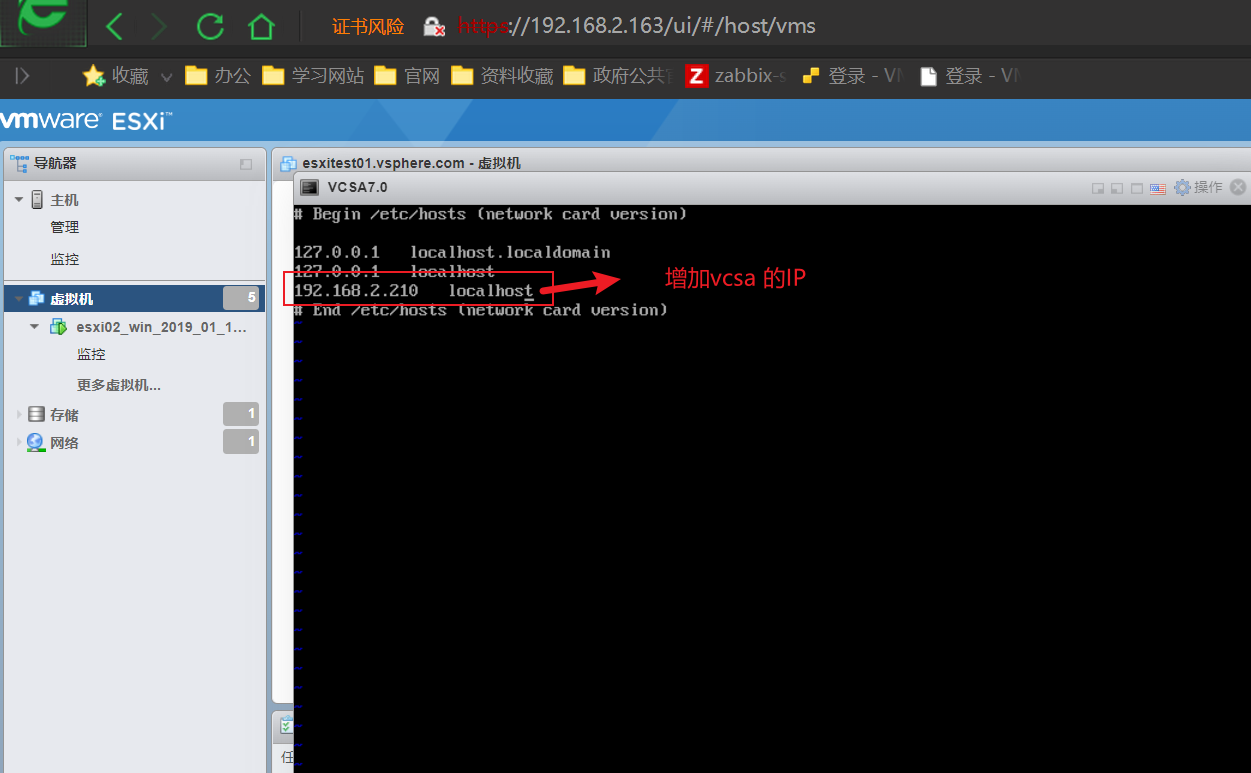 证书风险 https://192.168.2.163/ui/#/host/vms
收藏 办公 学习网站 官网 资料收藏 政府公共 Z zabbix-s 登录 - VM 登录 - VM
vmware ESXi™
导航器
esxitest01.vsphere.com - 虚拟机
VCSA7.0
操作
主机
管理
监控
虚拟机 5
esxi02_win_2019_01_1...
监控
更多虚拟机...
存储 1
网络 1
# Begin /etc/hosts (network card version)
127.0.0.1 localhost.localdomain
127.0.0.1 localhost
192.168.2.210 localhost
# End /etc/hosts (network card version)
增加vcsa 的IP
任